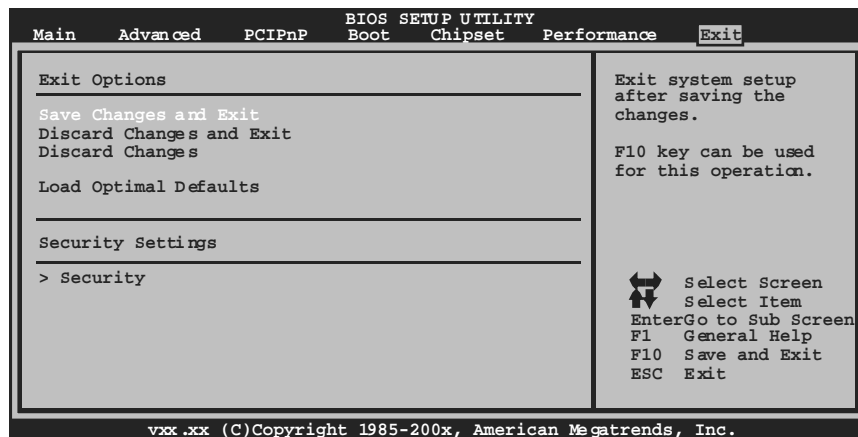 BIOS SETUP UTILITY
Main Advanced PCIPnP Boot Chipset Performance Exit
Exit Options
Save Changes and Exit
Discard Changes and Exit
Discard Changes
Load Optimal Defaults
Security Settings
> Security
Exit system setup
after saving the
changes.
F10 key can be used
for this operation.
Select Screen
Select Item
Enter Go to Sub Screen
F1 General Help
F10 Save and Exit
ESC Exit
vxx.xx (C)Copyright 1985-200x, American Megatrends, Inc.